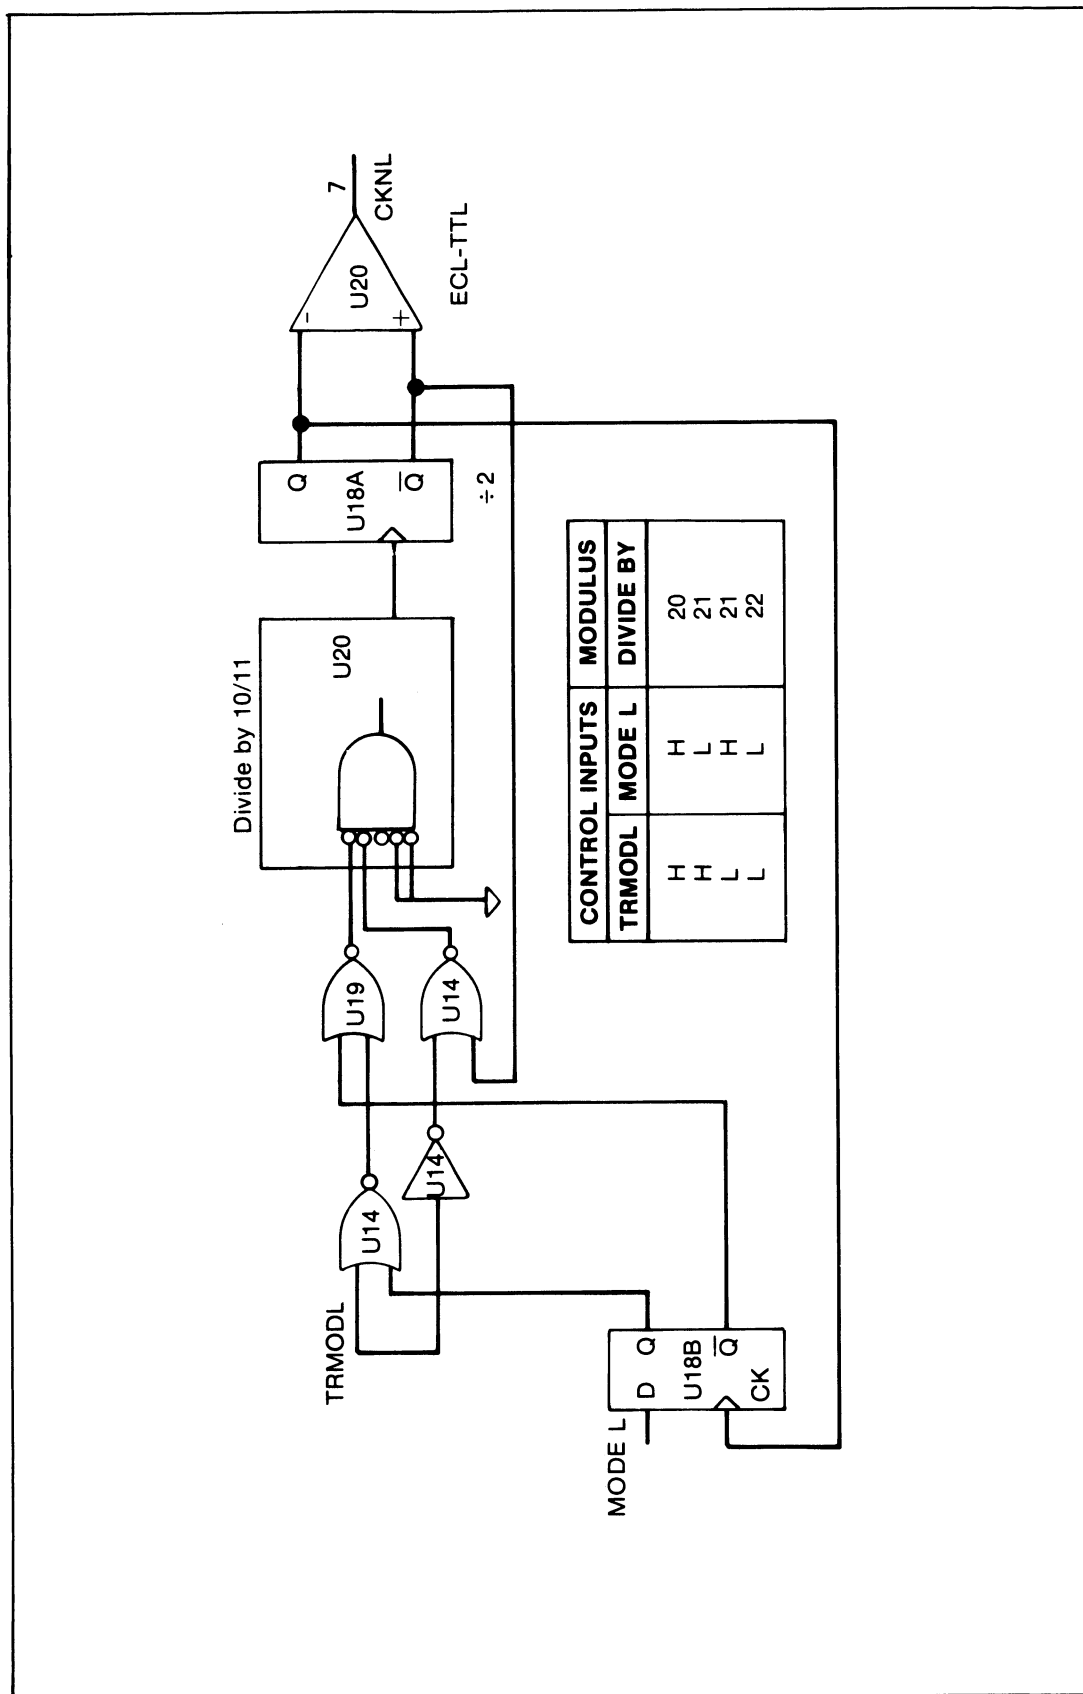 Divide by 10/11
TRMODL
U14
U14
U19
U14
U20
Q
U18A
Q
÷2
-
U20
+
7
CKNL
ECL-TTL
MODE L
D Q
U18B
Q
CK
CONTROL INPUTS MODULUS
TRMODL MODE L DIVIDE BY
H H 20
H L 21
L H 21
L L 22